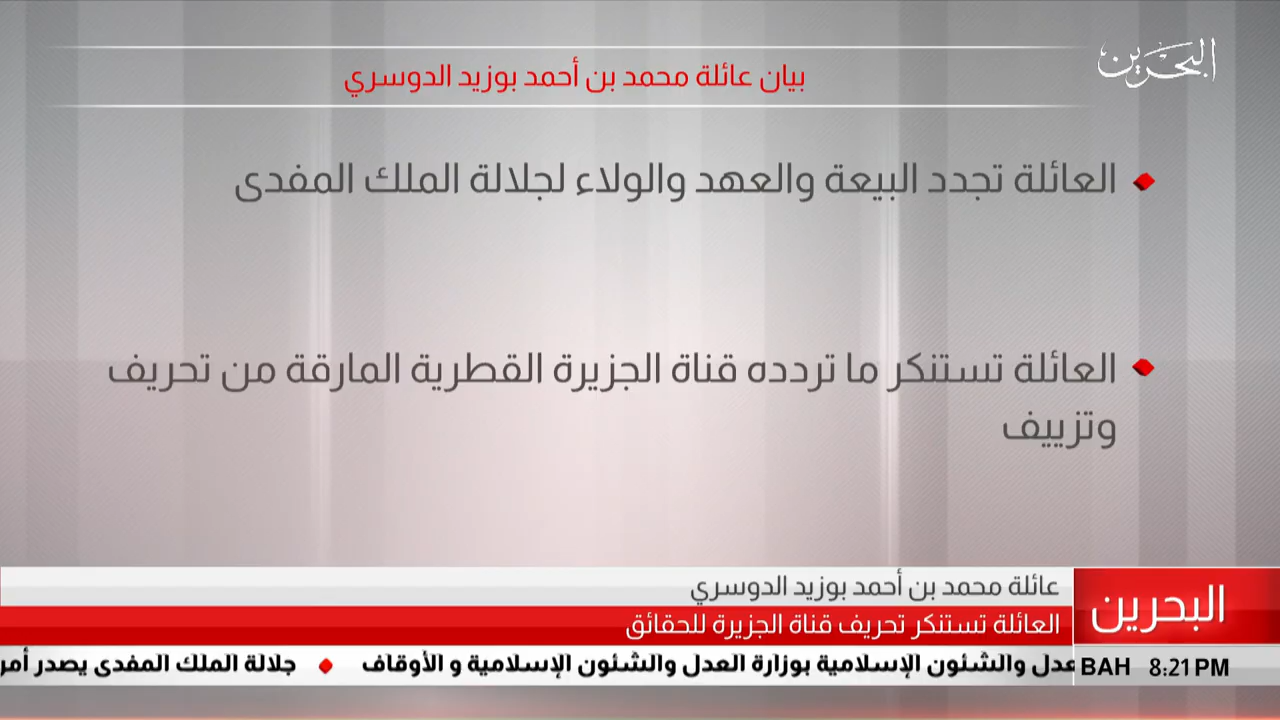 البحرين
بيان عائلة محمد بن أحمد بوزيد الدوسري
العائلة تجدد البيعة والعهد والولاء لجلالة الملك المفدى
العائلة تستنكر ما تردده قناة الجزيرة القطرية المارقة من تحريف
وتزييف
عائلة محمد بن أحمد بوزيد الدوسري
البحرين
العائلة تستنكر تحريف قناة الجزيرة للحقائق
BAH 8:21 PM
عدل والشئون الإسلامية بوزارة العدل والشئون الإسلامية و الأوقاف ♦ جلالة الملك المفدى يصدر أمر